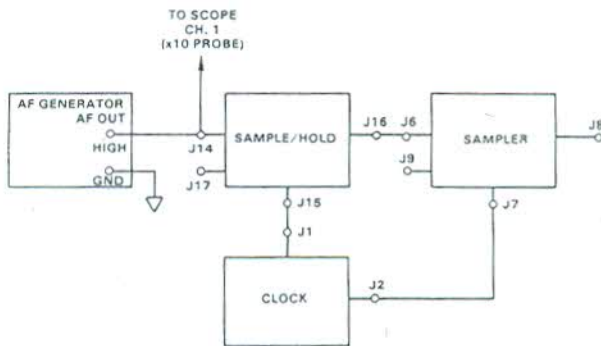 TO SCOPE
CH. 1
(x10 PROBE)
AF GENERATOR
AF OUT
HIGH
GND
J14
J17
SAMPLE/HOLD
J16
J6
J9
SAMPLER
J8
J15
J7
J1
CLOCK
J2